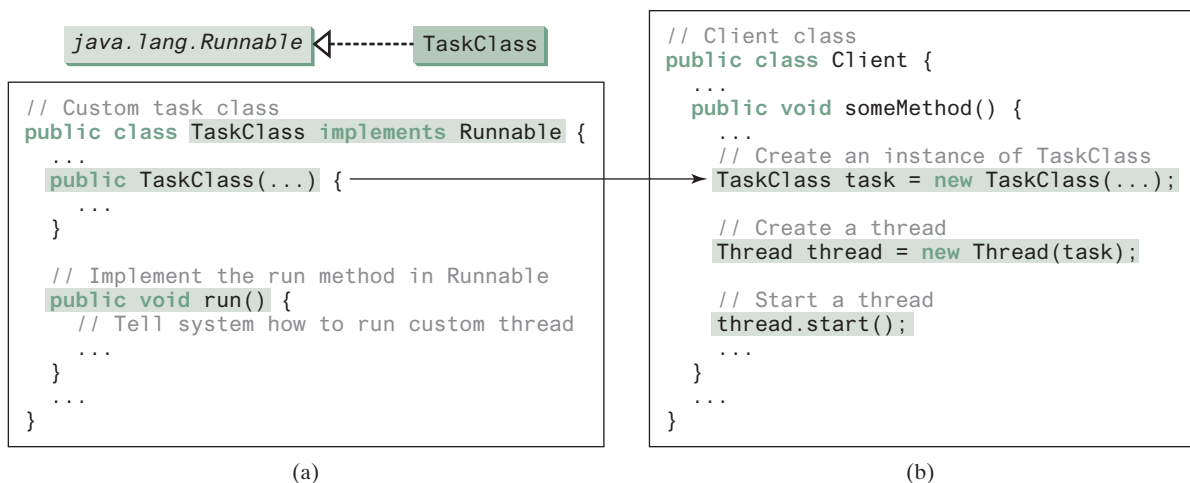 java.lang.Runnable
TaskClass
// Custom task class
public class TaskClass implements Runnable {
  ...
  public TaskClass(...) {
    ...
  }
  // Implement the run method in Runnable
  public void run() {
    // Tell system how to run custom thread
    ...
  }
  ...
}
(a)
// Client class
public class Client {
  ...
  public void someMethod() {
    ...
    // Create an instance of TaskClass
    TaskClass task = new TaskClass(...);
    // Create a thread
    Thread thread = new Thread(task);
    // Start a thread
    thread.start();
    ...
  }
  ...
}
(b)